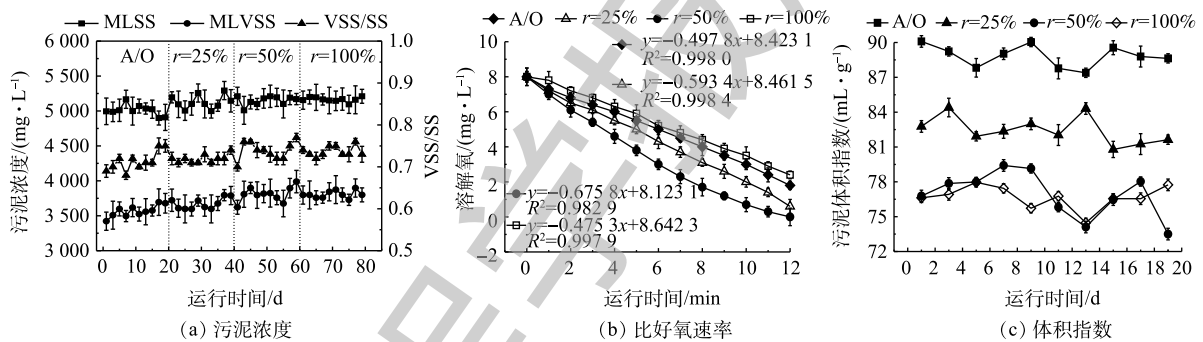 MLSS MLVSS VSS/SS
6 000
5 500
5 000
4 500
4 000
3 500
3 000
A/O r=25% r=50% r=100%
1.0
0.9
0.8
0.7
0.6
0.5
污泥浓度/(mg·L⁻¹)
VSS/SS
0 10 20 30 40 50 60 70 80
运行时间/d
(a) 污泥浓度
A/O r=25% r=50% r=100%
10
8
6
4
2
0
−2
溶解氧/(mg·L⁻¹)
y=−0.497 8x+8.423 1
R²=0.998 0
y=−0.593 4x+8.461 5
R²=0.998 4
y=−0.675 8x+8.123 1
R²=0.982 9
y=−0.475 3x+8.642 3
R²=0.997 9
0 2 4 6 8 10 12
运行时间/min
(b) 比好氧速率
A/O r=25% r=50% r=100%
90
87
84
81
78
75
72
污泥体积指数/(mL·g⁻¹)
0 2 4 6 8 10 12 14 16 18 20
运行时间/d
(c) 体积指数